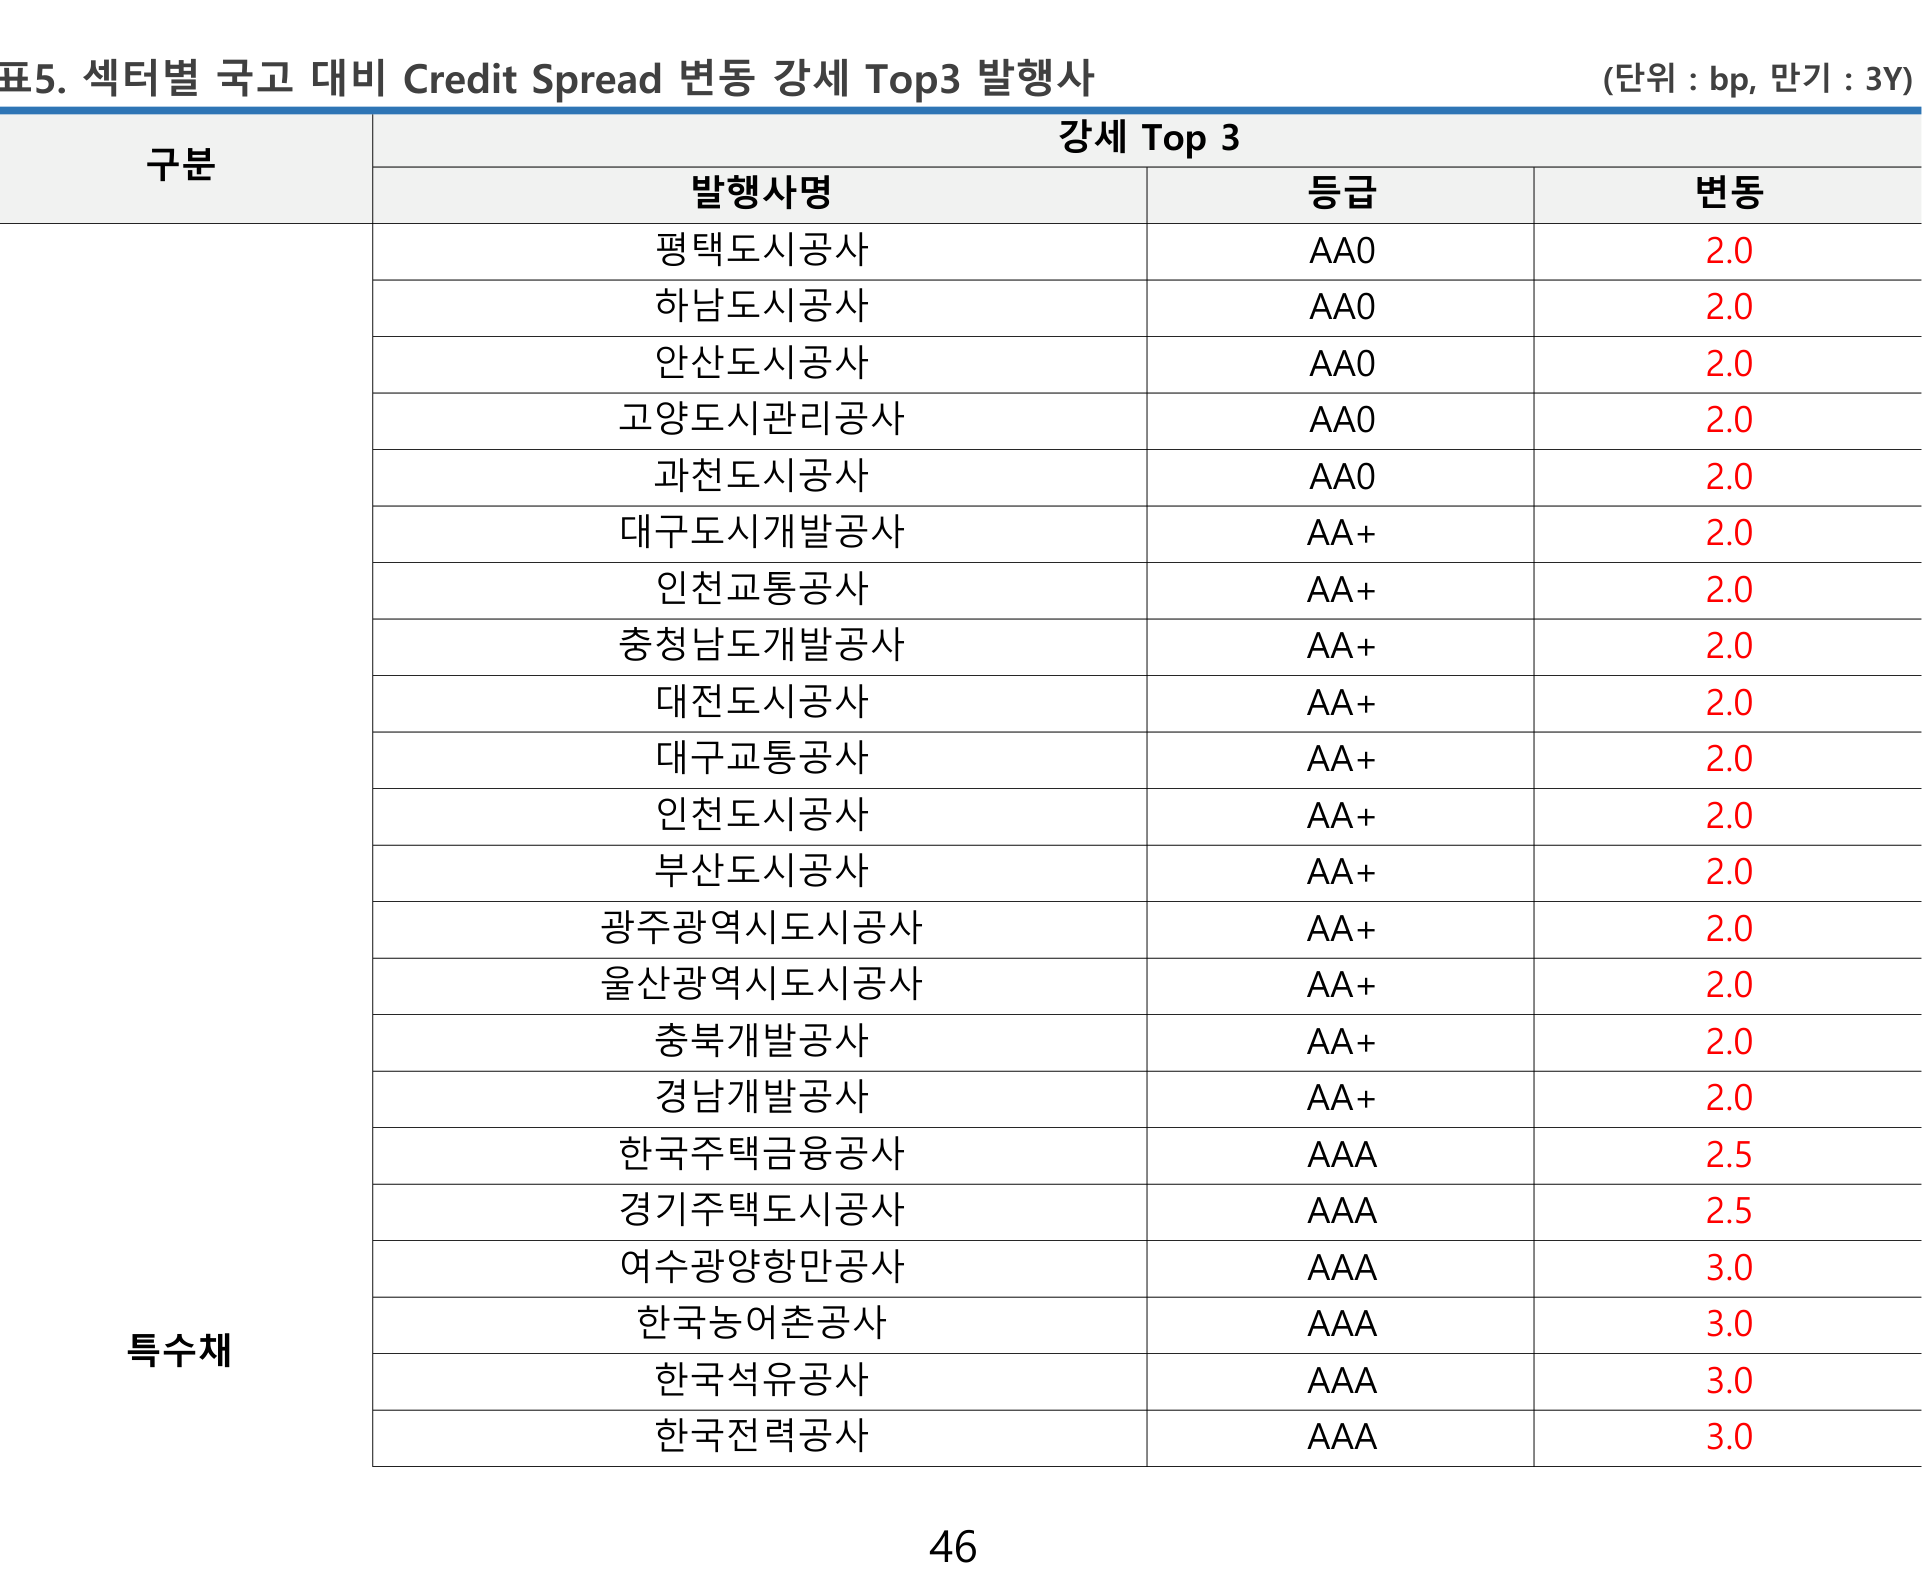 표5. 섹터별 국고 대비 Credit Spread 변동 강세 Top3 발행사 (단위 : bp, 만기 : 3Y)
구분 강세 Top 3
발행사명 등급 변동
평택도시공사 AA0 2.0
하남도시공사 AA0 2.0
안산도시공사 AA0 2.0
고양도시관리공사 AA0 2.0
과천도시공사 AA0 2.0
대구도시개발공사 AA+ 2.0
인천교통공사 AA+ 2.0
충청남도개발공사 AA+ 2.0
대전도시공사 AA+ 2.0
대구교통공사 AA+ 2.0
인천도시공사 AA+ 2.0
부산도시공사 AA+ 2.0
광주광역시도시공사 AA+ 2.0
울산광역시도시공사 AA+ 2.0
충북개발공사 AA+ 2.0
경남개발공사 AA+ 2.0
한국주택금융공사 AAA 2.5
경기주택도시공사 AAA 2.5
여수광양항만공사 AAA 3.0
한국농어촌공사 AAA 3.0
특수채
한국석유공사 AAA 3.0
한국전력공사 AAA 3.0
46